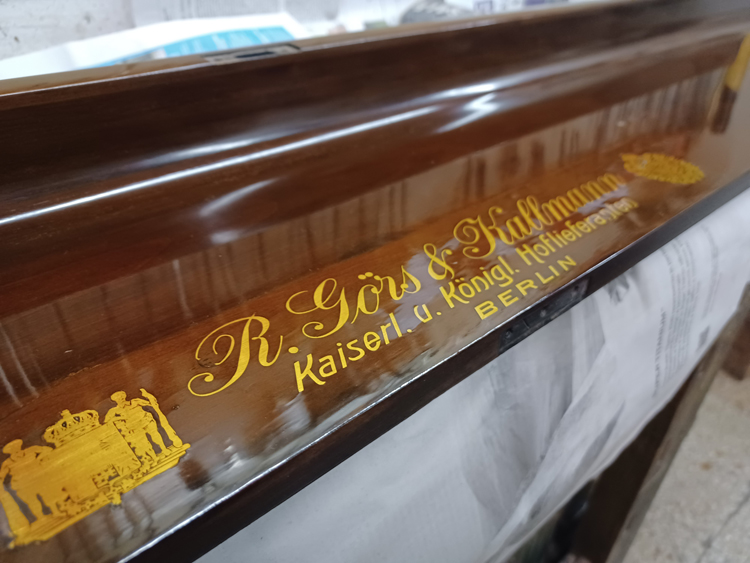 R. Görs & Kallmann
Kaiserl. u. Königl. Hoflieferanten
BERLIN